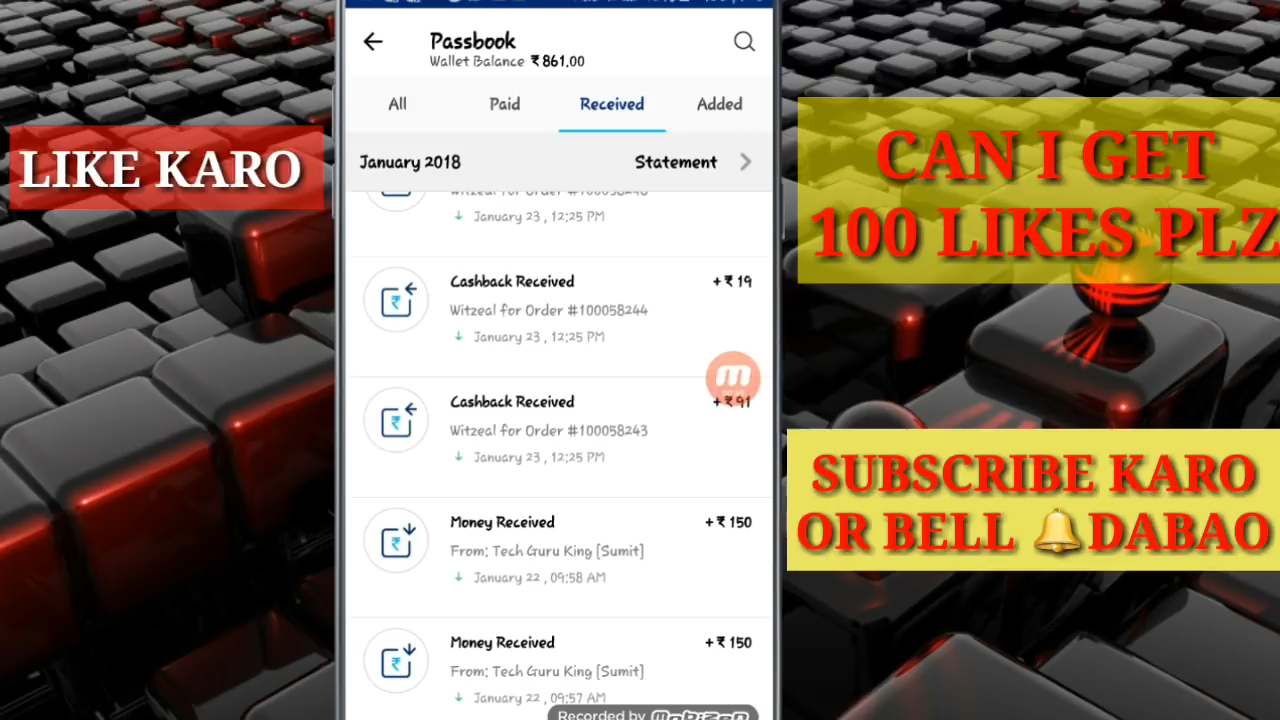 Passbook
Wallet Balance ₹ 861.00
All Paid Received Added
January 2018 Statement
January 23 , 12:25 PM
Cashback Received +₹ 19
Witzeal for Order #100058244
January 23 , 12:25 PM
Cashback Received +₹ 91
Witzeal for Order #100058243
January 23 , 12:25 PM
Money Received +₹ 150
From: Tech Guru King [Sumit]
January 22 , 09:58 AM
Money Received +₹ 150
From: Tech Guru King [Sumit]
January 22 , 09:57 AM
Recorded by MOBIZEN
LIKE KARO
CAN I GET
100 LIKES PLZ
SUBSCRIBE KARO
OR BELL 🔔DABAO